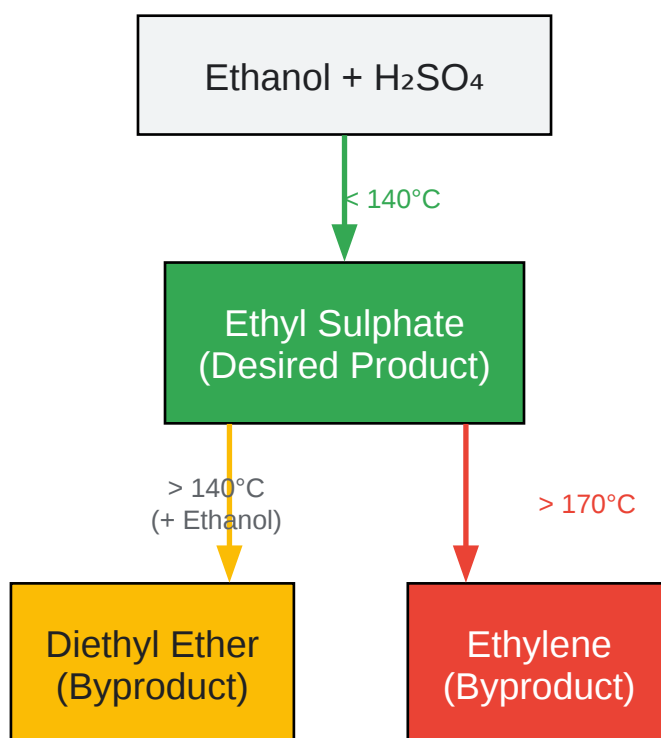 Ethanol + H₂SO₄
< 140°C
Ethyl Sulphate
(Desired Product)
> 140°C
(+ Ethanol)
> 170°C
Diethyl Ether
(Byproduct)
Ethylene
(Byproduct)